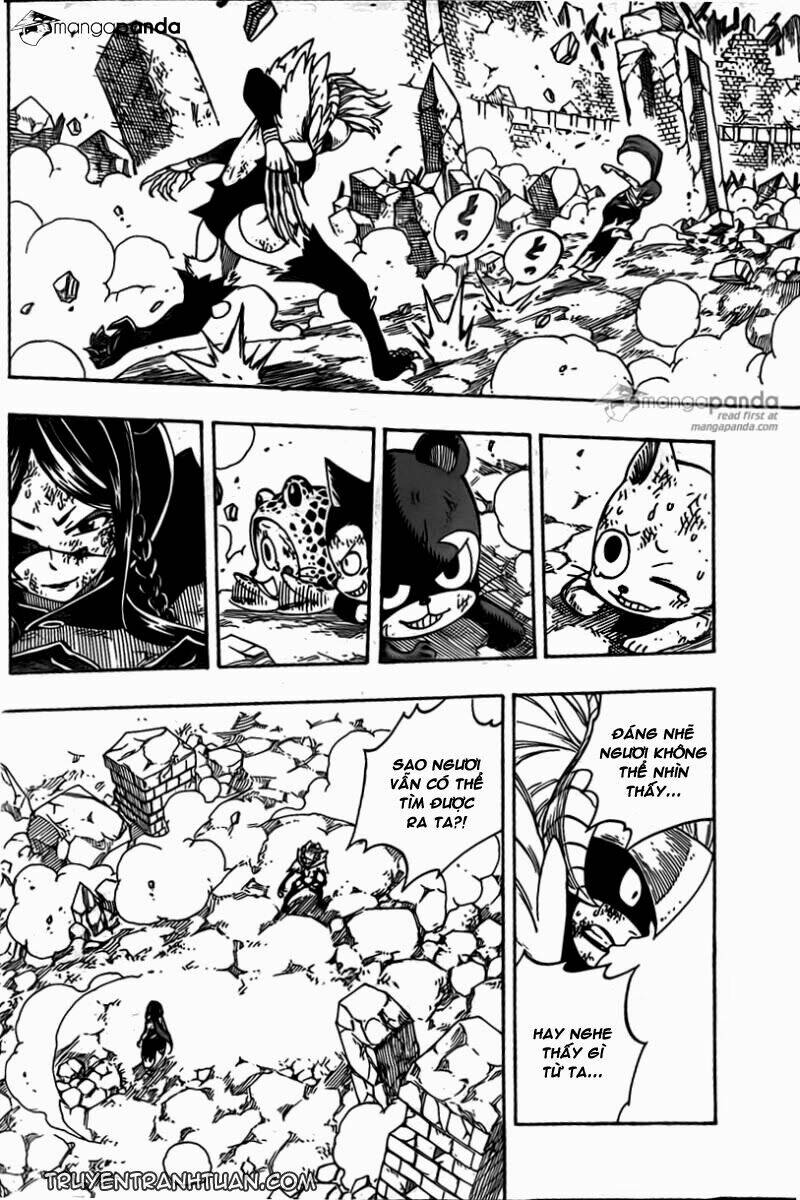 mangapanda
mangapanda
read first at
mangapanda.com
ĐÁNG NHẼ
NGƯƠI KHÔNG
THỂ NHÌN
THẤY...
HAY NGHE
THẤY GÌ
TỪ TA...
SAO NGƯƠI
VẪN CÓ THỂ
TÌM ĐƯỢC
RA TA?!
TRUYENTRANHTUAN.COM